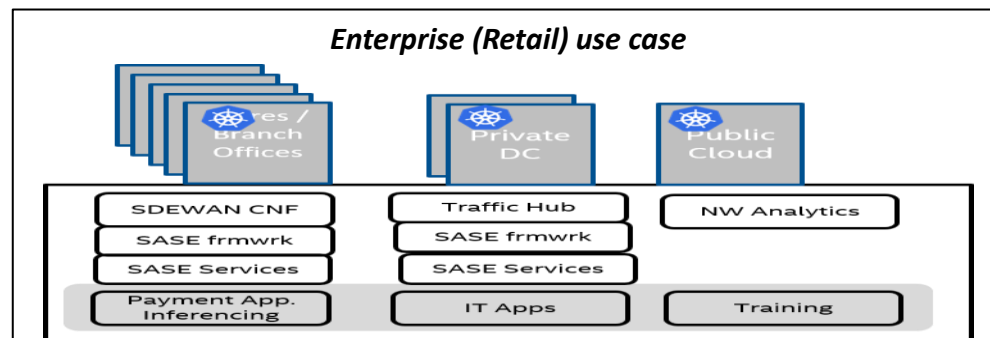 Enterprise (Retail) use case
res /
Branch
Offices
Private
DC
Public
Cloud
SDEWAN CNF
SASE frmwrk
SASE Services
Payment App.
Inferencing
Traffic Hub
SASE frmwrk
SASE Services
IT Apps
NW Analytics
Training